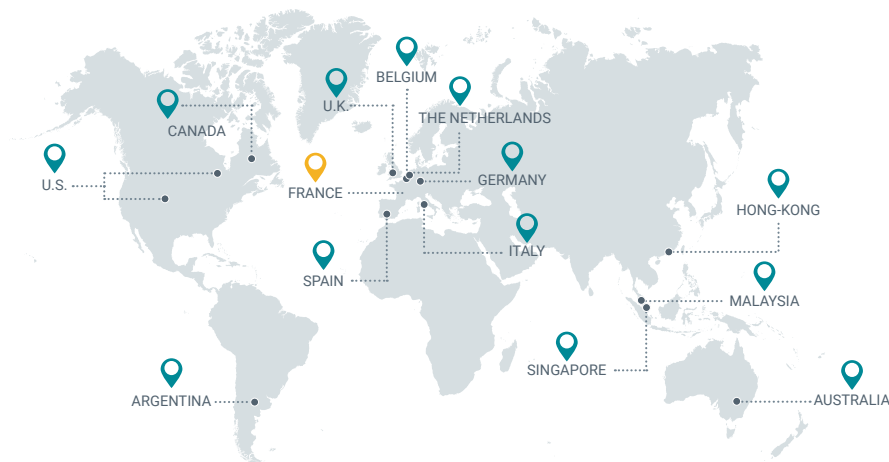 BELGIUM
U.K.
THE NETHERLANDS
CANADA
U.S.
FRANCE
GERMANY
HONG-KONG
ITALY
SPAIN
MALAYSIA
SINGAPORE
ARGENTINA
AUSTRALIA